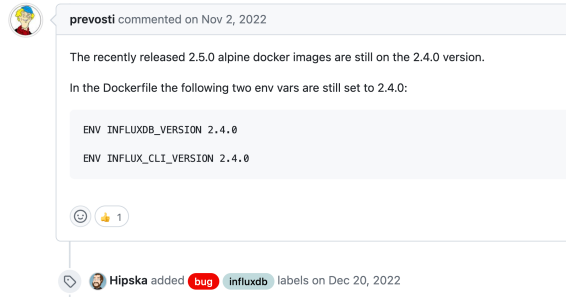 prevosti commented on Nov 2, 2022
The recently released 2.5.0 alpine docker images are still on the 2.4.0 version.
In the Dockerfile the following two env vars are still set to 2.4.0:
ENV INFLUXDB_VERSION 2.4.0
ENV INFLUX_CLI_VERSION 2.4.0
1
Hipska added bug influxdb labels on Dec 20, 2022